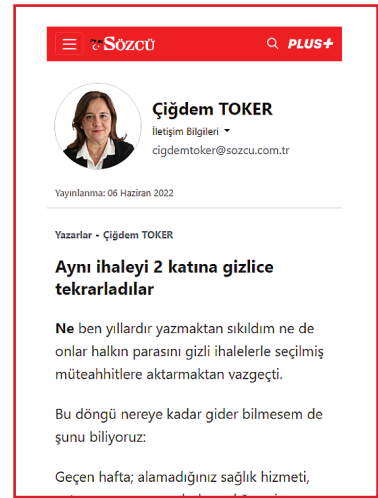 SÖZCÜ PLUS+
Çiğdem TOKER
İletişim Bilgileri
cigdemtoker@sozcu.com.tr
Yayınlanma: 06 Haziran 2022
Yazarlar - Çiğdem TOKER
Aynı ihaleyi 2 katına gizlice
tekrarladılar
Ne ben yıllardır yazmaktan sıkıldım ne de
onlar halkın parasını gizli ihalelerle seçilmiş
müteahhitlere aktarmaktan vazgeçti.
Bu döngü nereye kadar gider bilmesem de
şunu biliyoruz:
Geçen hafta; alamadığınız sağlık hizmeti,